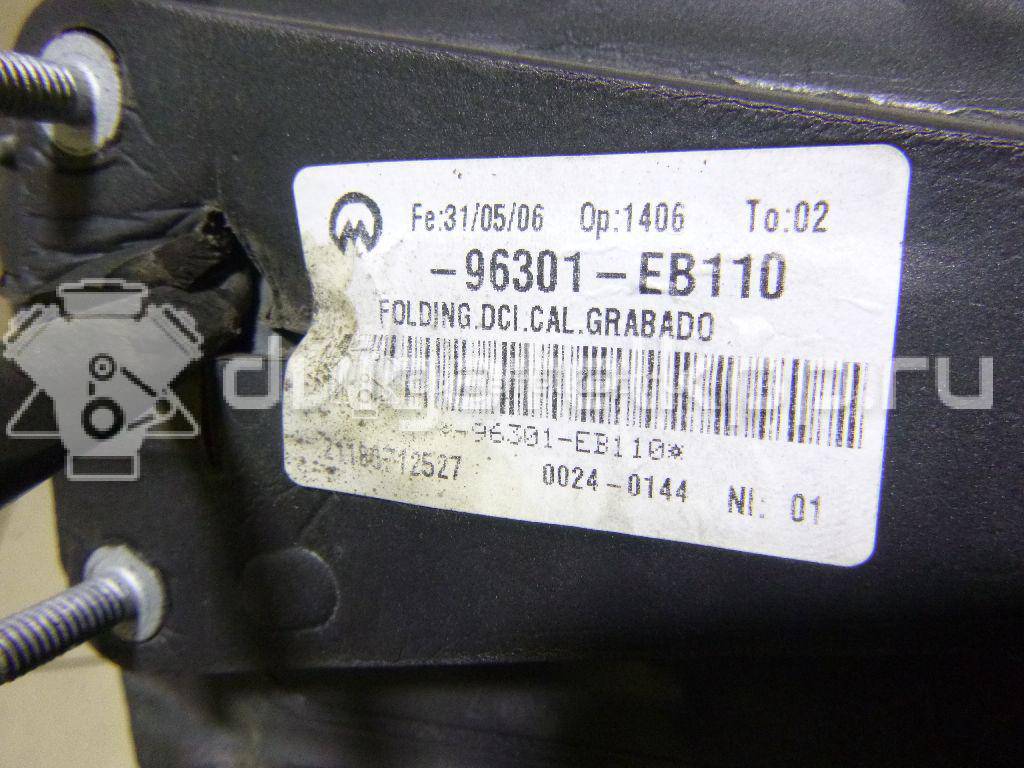 Fe:31/05/06 Op:1406 To:02
-96301-EB110
FOLDING.DCI.CAL.GRABADO
*-96301-EB110*
0024-0144 NI: 01